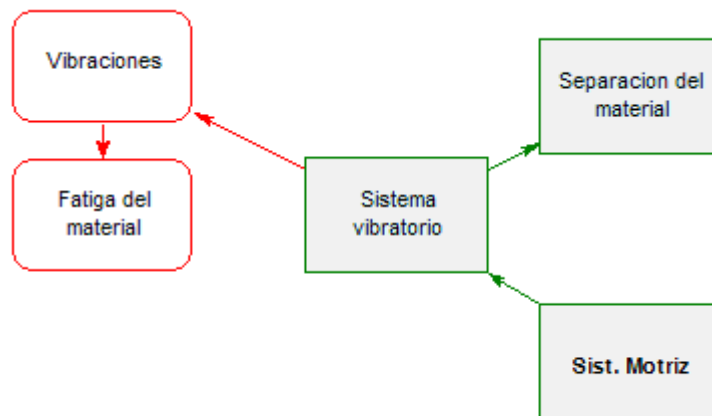 Vibraciones
Separacion del
material
Fatiga del
material
Sistema
vibratorio
Sist. Motriz